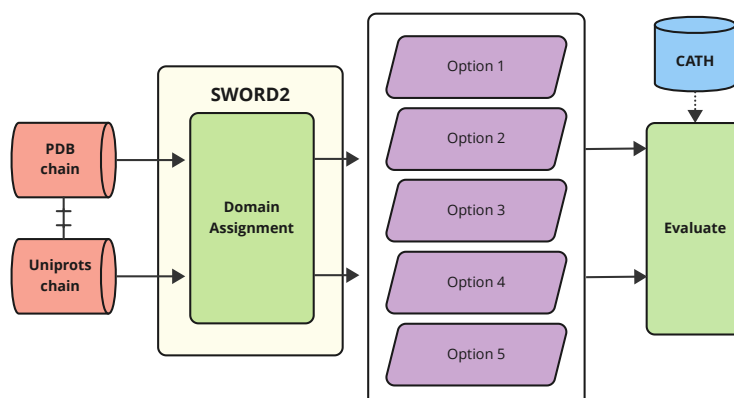 SWORD2
PDB
chain
Uniprots
chain
Domain
Assignment
Option 1
Option 2
Option 3
Option 4
Option 5
CATH
Evaluate